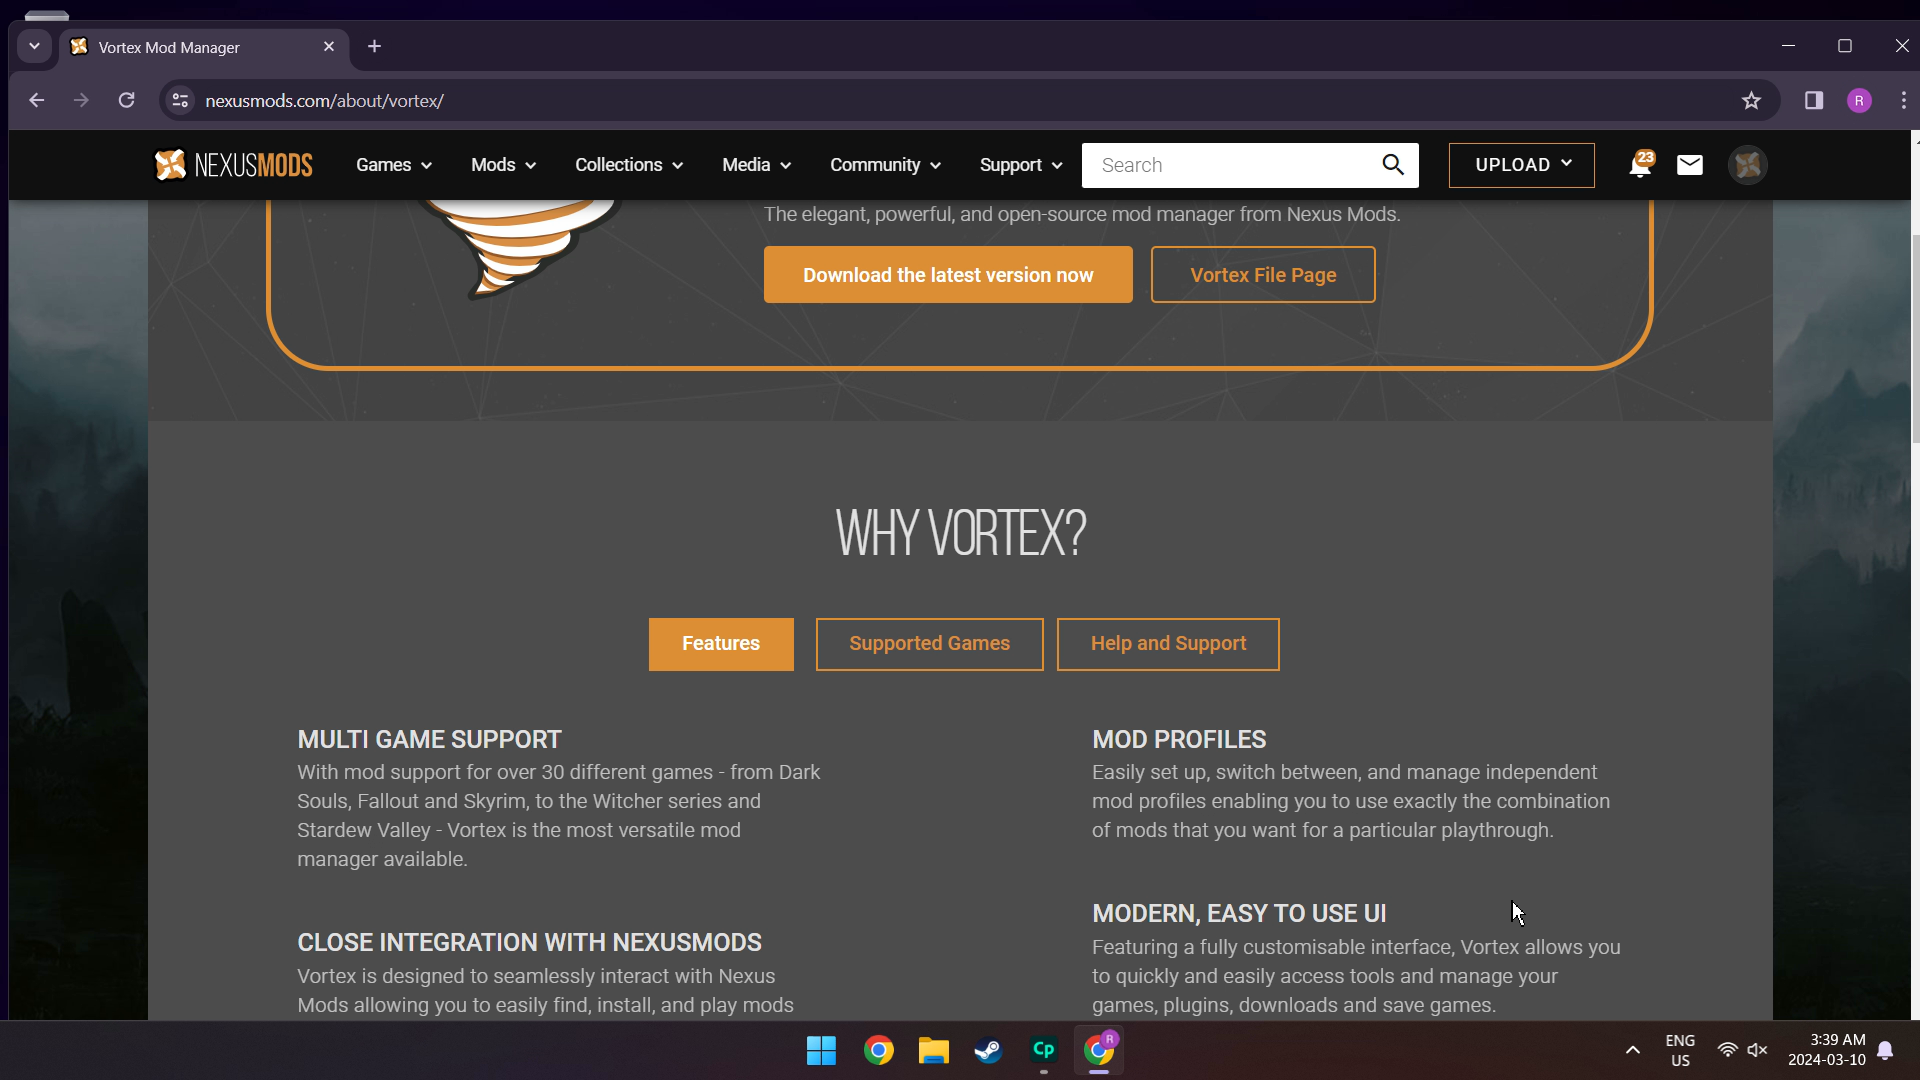 Vortex Mod Manager
nexusmods.com/about/vortex/
R
NEXUSMODS
Games
Mods
Collections
Media
Community
Support
Search
UPLOAD
23
The elegant, powerful, and open-source mod manager from Nexus Mods.
Download the latest version now
Vortex File Page
WHY VORTEX?
Features
Supported Games
Help and Support
MULTI GAME SUPPORT
With mod support for over 30 different games - from Dark
Souls, Fallout and Skyrim, to the Witcher series and
Stardew Valley - Vortex is the most versatile mod
manager available.
MOD PROFILES
Easily set up, switch between, and manage independent
mod profiles enabling you to use exactly the combination
of mods that you want for a particular playthrough.
CLOSE INTEGRATION WITH NEXUSMODS
Vortex is designed to seamlessly interact with Nexus
Mods allowing you to easily find, install, and play mods
MODERN, EASY TO USE UI
Featuring a fully customisable interface, Vortex allows you
to quickly and easily access tools and manage your
games, plugins, downloads and save games.
Cp
R
ENG
US
3:39 AM
2024-03-10